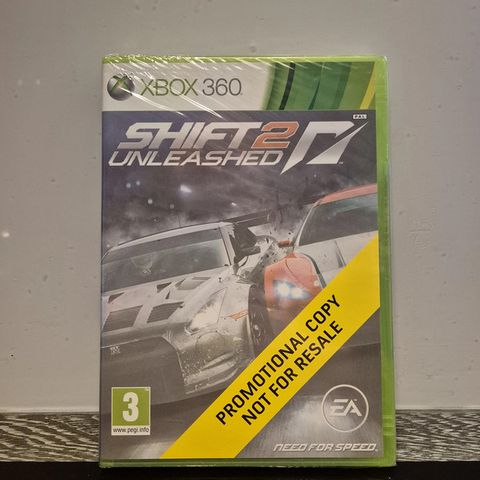 XBOX 360
PAL
SHIFT 2
UNLEASHED
PROMOTIONAL COPY
NOT FOR RESALE
3
www.pegi.info
EA
NEED FOR SPEED